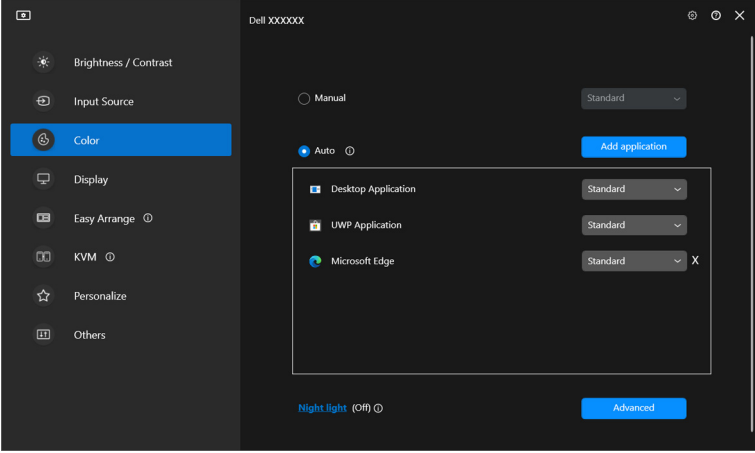 Dell XXXXXX
Brightness / Contrast
Input Source
Color
Display
Easy Arrange
KVM
Personalize
Others
Manual
Standard
Auto
Add application
Desktop Application
Standard
UWP Application
Standard
Microsoft Edge
Standard
X
Night light (Off)
Advanced